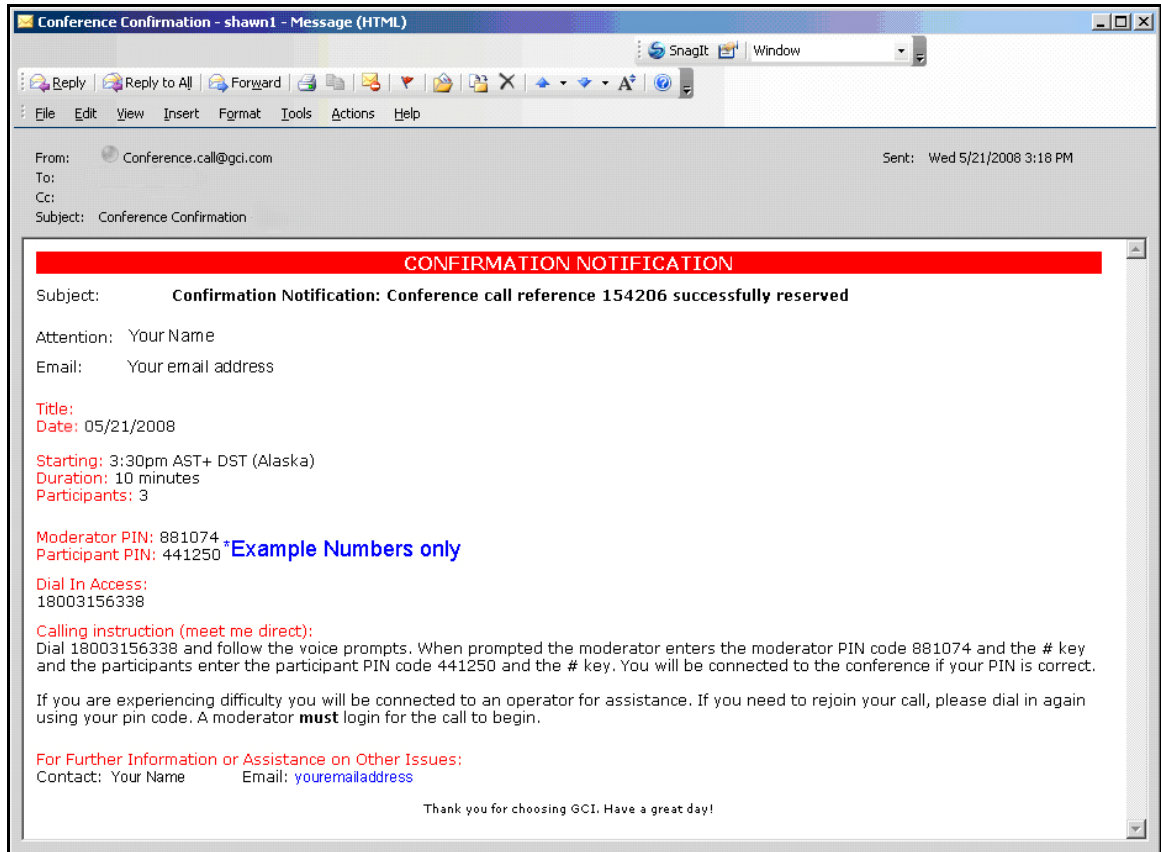 Conference Confirmation - shawn1 - Message (HTML)
SnagIt Window
Reply Reply to All Forward
File Edit View Insert Format Tools Actions Help
From: Conference.call@gci.com Sent: Wed 5/21/2008 3:18 PM
To:
Cc:
Subject: Conference Confirmation
CONFIRMATION NOTIFICATION
Subject: Confirmation Notification: Conference call reference 154206 successfully reserved
Attention: Your Name
Email: Your email address
Title:
Date: 05/21/2008
Starting: 3:30pm AST+ DST (Alaska)
Duration: 10 minutes
Participants: 3
Moderator PIN: 881074
Participant PIN: 441250 *Example Numbers only
Dial In Access:
18003156338
Calling instruction (meet me direct):
Dial 18003156338 and follow the voice prompts. When prompted the moderator enters the moderator PIN code 881074 and the # key
and the participants enter the participant PIN code 441250 and the # key. You will be connected to the conference if your PIN is correct.
If you are experiencing difficulty you will be connected to an operator for assistance. If you need to rejoin your call, please dial in again
using your pin code. A moderator must login for the call to begin.
For Further Information or Assistance on Other Issues:
Contact: Your Name Email: youremailaddress
Thank you for choosing GCI. Have a great day!